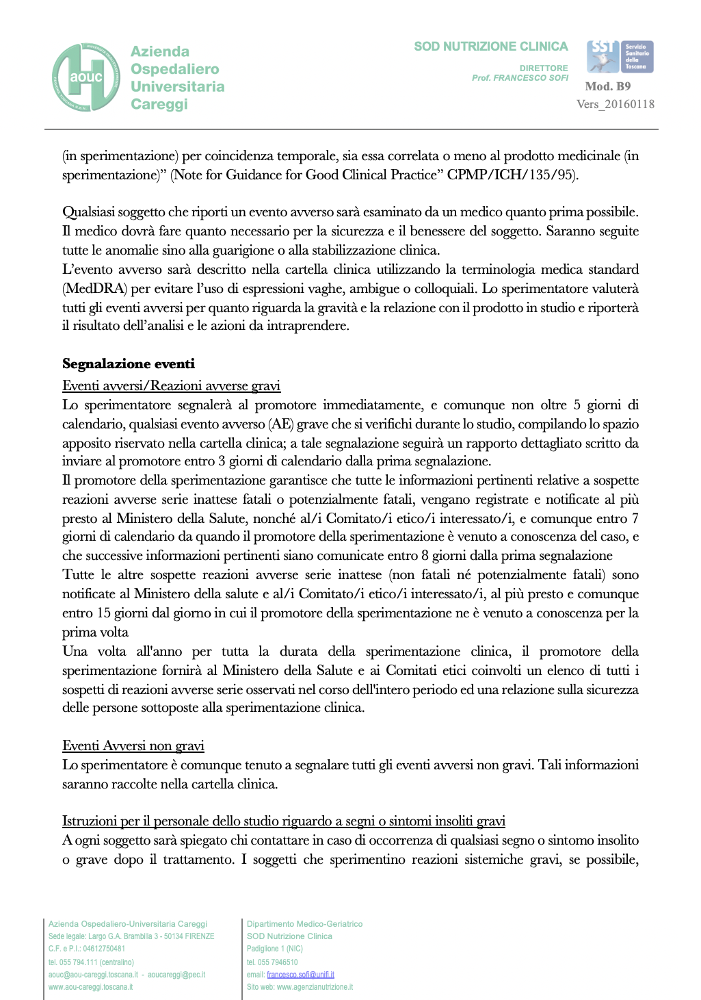 aouc
Azienda
Ospedaliero
Universitaria
Careggi
SOD NUTRIZIONE CLINICA
DIRETTORE
Prof. FRANCESCO SOFI
SST
Servizio
Sanitario
della
Toscana
Mod. B9
Vers_20160118
(in sperimentazione) per coincidenza temporale, sia essa correlata o meno al prodotto medicinale (in
sperimentazione)” (Note for Guidance for Good Clinical Practice” CPMP/ICH/135/95).
Qualsiasi soggetto che riporti un evento avverso sarà esaminato da un medico quanto prima possibile.
Il medico dovrà fare quanto necessario per la sicurezza e il benessere del soggetto. Saranno seguite
tutte le anomalie sino alla guarigione o alla stabilizzazione clinica.
L’evento avverso sarà descritto nella cartella clinica utilizzando la terminologia medica standard
(MedDRA) per evitare l’uso di espressioni vaghe, ambigue o colloquiali. Lo sperimentatore valuterà
tutti gli eventi avversi per quanto riguarda la gravità e la relazione con il prodotto in studio e riporterà
il risultato dell’analisi e le azioni da intraprendere.
Segnalazione eventi
Eventi avversi/Reazioni avverse gravi
Lo sperimentatore segnalerà al promotore immediatamente, e comunque non oltre 5 giorni di
calendario, qualsiasi evento avverso (AE) grave che si verifichi durante lo studio, compilando lo spazio
apposito riservato nella cartella clinica; a tale segnalazione seguirà un rapporto dettagliato scritto da
inviare al promotore entro 3 giorni di calendario dalla prima segnalazione.
Il promotore della sperimentazione garantisce che tutte le informazioni pertinenti relative a sospette
reazioni avverse serie inattese fatali o potenzialmente fatali, vengano registrate e notificate al più
presto al Ministero della Salute, nonché al/i Comitato/i etico/i interessato/i, e comunque entro 7
giorni di calendario da quando il promotore della sperimentazione è venuto a conoscenza del caso, e
che successive informazioni pertinenti siano comunicate entro 8 giorni dalla prima segnalazione
Tutte le altre sospette reazioni avverse serie inattese (non fatali né potenzialmente fatali) sono
notificate al Ministero della salute e al/i Comitato/i etico/i interessato/i, al più presto e comunque
entro 15 giorni dal giorno in cui il promotore della sperimentazione ne è venuto a conoscenza per la
prima volta
Una volta all'anno per tutta la durata della sperimentazione clinica, il promotore della
sperimentazione fornirà al Ministero della Salute e ai Comitati etici coinvolti un elenco di tutti i
sospetti di reazioni avverse serie osservati nel corso dell'intero periodo ed una relazione sulla sicurezza
delle persone sottoposte alla sperimentazione clinica.
Eventi Avversi non gravi
Lo sperimentatore è comunque tenuto a segnalare tutti gli eventi avversi non gravi. Tali informazioni
saranno raccolte nella cartella clinica.
Istruzioni per il personale dello studio riguardo a segni o sintomi insoliti gravi
A ogni soggetto sarà spiegato chi contattare in caso di occorrenza di qualsiasi segno o sintomo insolito
o grave dopo il trattamento. I soggetti che sperimentino reazioni sistemiche gravi, se possibile,
Azienda Ospedaliero-Universitaria Careggi
Sede legale: Largo G.A. Brambilla 3 - 50134 FIRENZE
C.F. e P.I.: 04612750481
tel. 055 794.111 (centralino)
aouc@aou-careggi.toscana.it - aoucareggi@pec.it
www.aou-careggi.toscana.it
Dipartimento Medico-Geriatrico
SOD Nutrizione Clinica
Padiglione 1 (NIC)
tel. 055 7946510
email: francesco.sofi@unifi.it
Sito web: www.agenzianutrizione.it